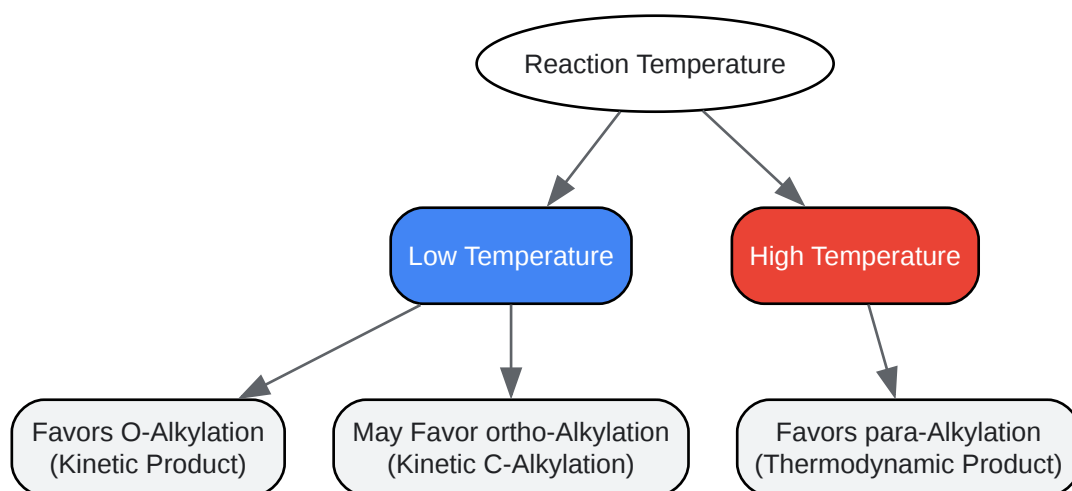 Reaction Temperature
Low Temperature
High Temperature
Favors O-Alkylation
(Kinetic Product)
May Favor ortho-Alkylation
(Kinetic C-Alkylation)
Favors para-Alkylation
(Thermodynamic Product)